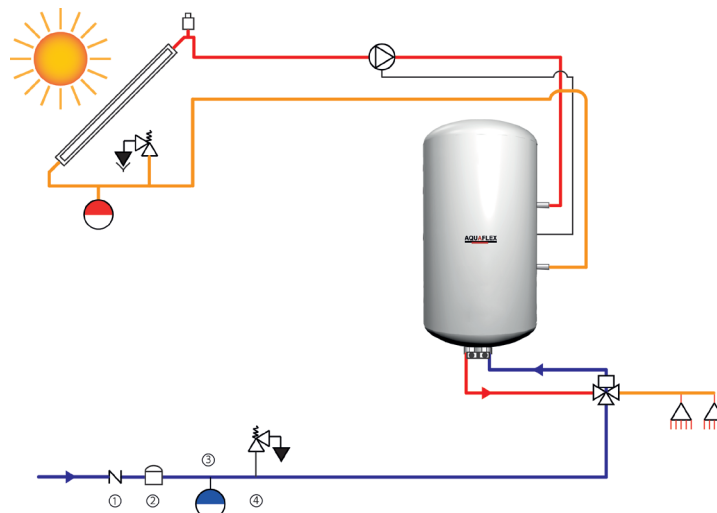 AQUAFLEX
③
① ② ④